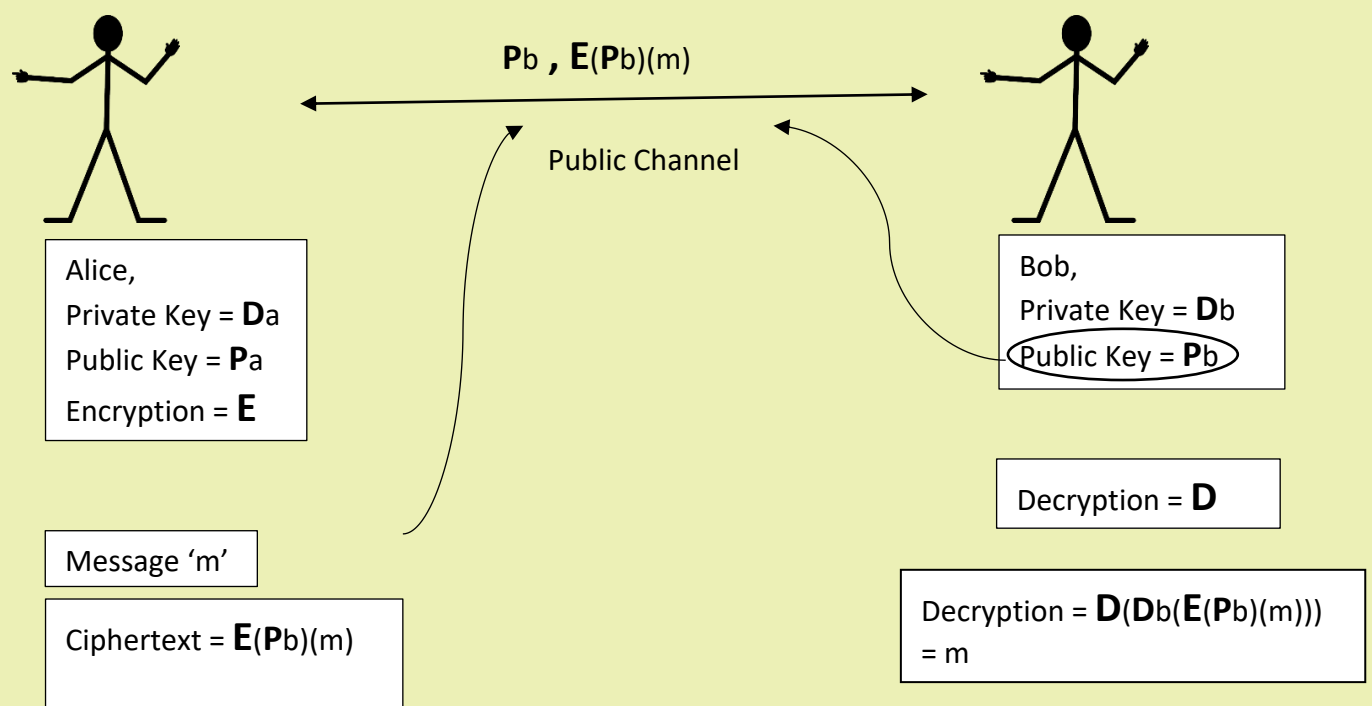 Pb , E(Pb)(m)
Public Channel
Alice,
Private Key = Da
Public Key = Pa
Encryption = E
Bob,
Private Key = Db
Public Key = Pb
Decryption = D
Message ‘m’
Ciphertext = E(Pb)(m)
Decryption = D(Db(E(Pb)(m)))
= m